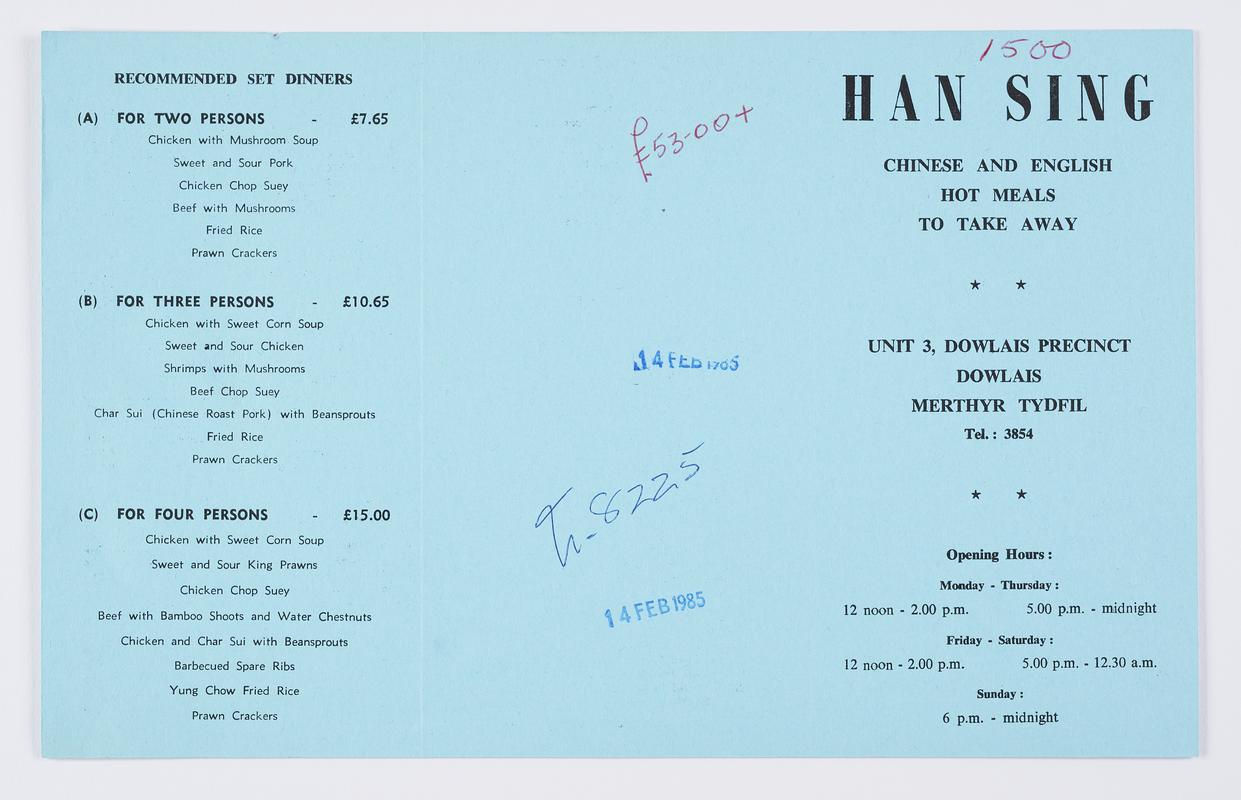 RECOMMENDED SET DINNERS
(A) FOR TWO PERSONS - £7.65
Chicken with Mushroom Soup
Sweet and Sour Pork
Chicken Chop Suey
Beef with Mushrooms
Fried Rice
Prawn Crackers
(B) FOR THREE PERSONS - £10.65
Chicken with Sweet Corn Soup
Sweet and Sour Chicken
Shrimps with Mushrooms
Beef Chop Suey
Char Sui (Chinese Roast Pork) with Beansprouts
Fried Rice
Prawn Crackers
(C) FOR FOUR PERSONS - £15.00
Chicken with Sweet Corn Soup
Sweet and Sour King Prawns
Chicken Chop Suey
Beef with Bamboo Shoots and Water Chestnuts
Chicken and Char Sui with Beansprouts
Barbecued Spare Ribs
Yung Chow Fried Rice
Prawn Crackers
£53-00+
14 FEB 1985
8225
14 FEB 1985
1500
HAN SING
CHINESE AND ENGLISH
HOT MEALS
TO TAKE AWAY
★ ★
UNIT 3, DOWLAIS PRECINCT
DOWLAIS
MERTHYR TYDFIL
Tel.: 3854
★ ★
Opening Hours:
Monday - Thursday:
12 noon - 2.00 p.m. 5.00 p.m. - midnight
Friday - Saturday:
12 noon - 2.00 p.m. 5.00 p.m. - 12.30 a.m.
Sunday:
6 p.m. - midnight